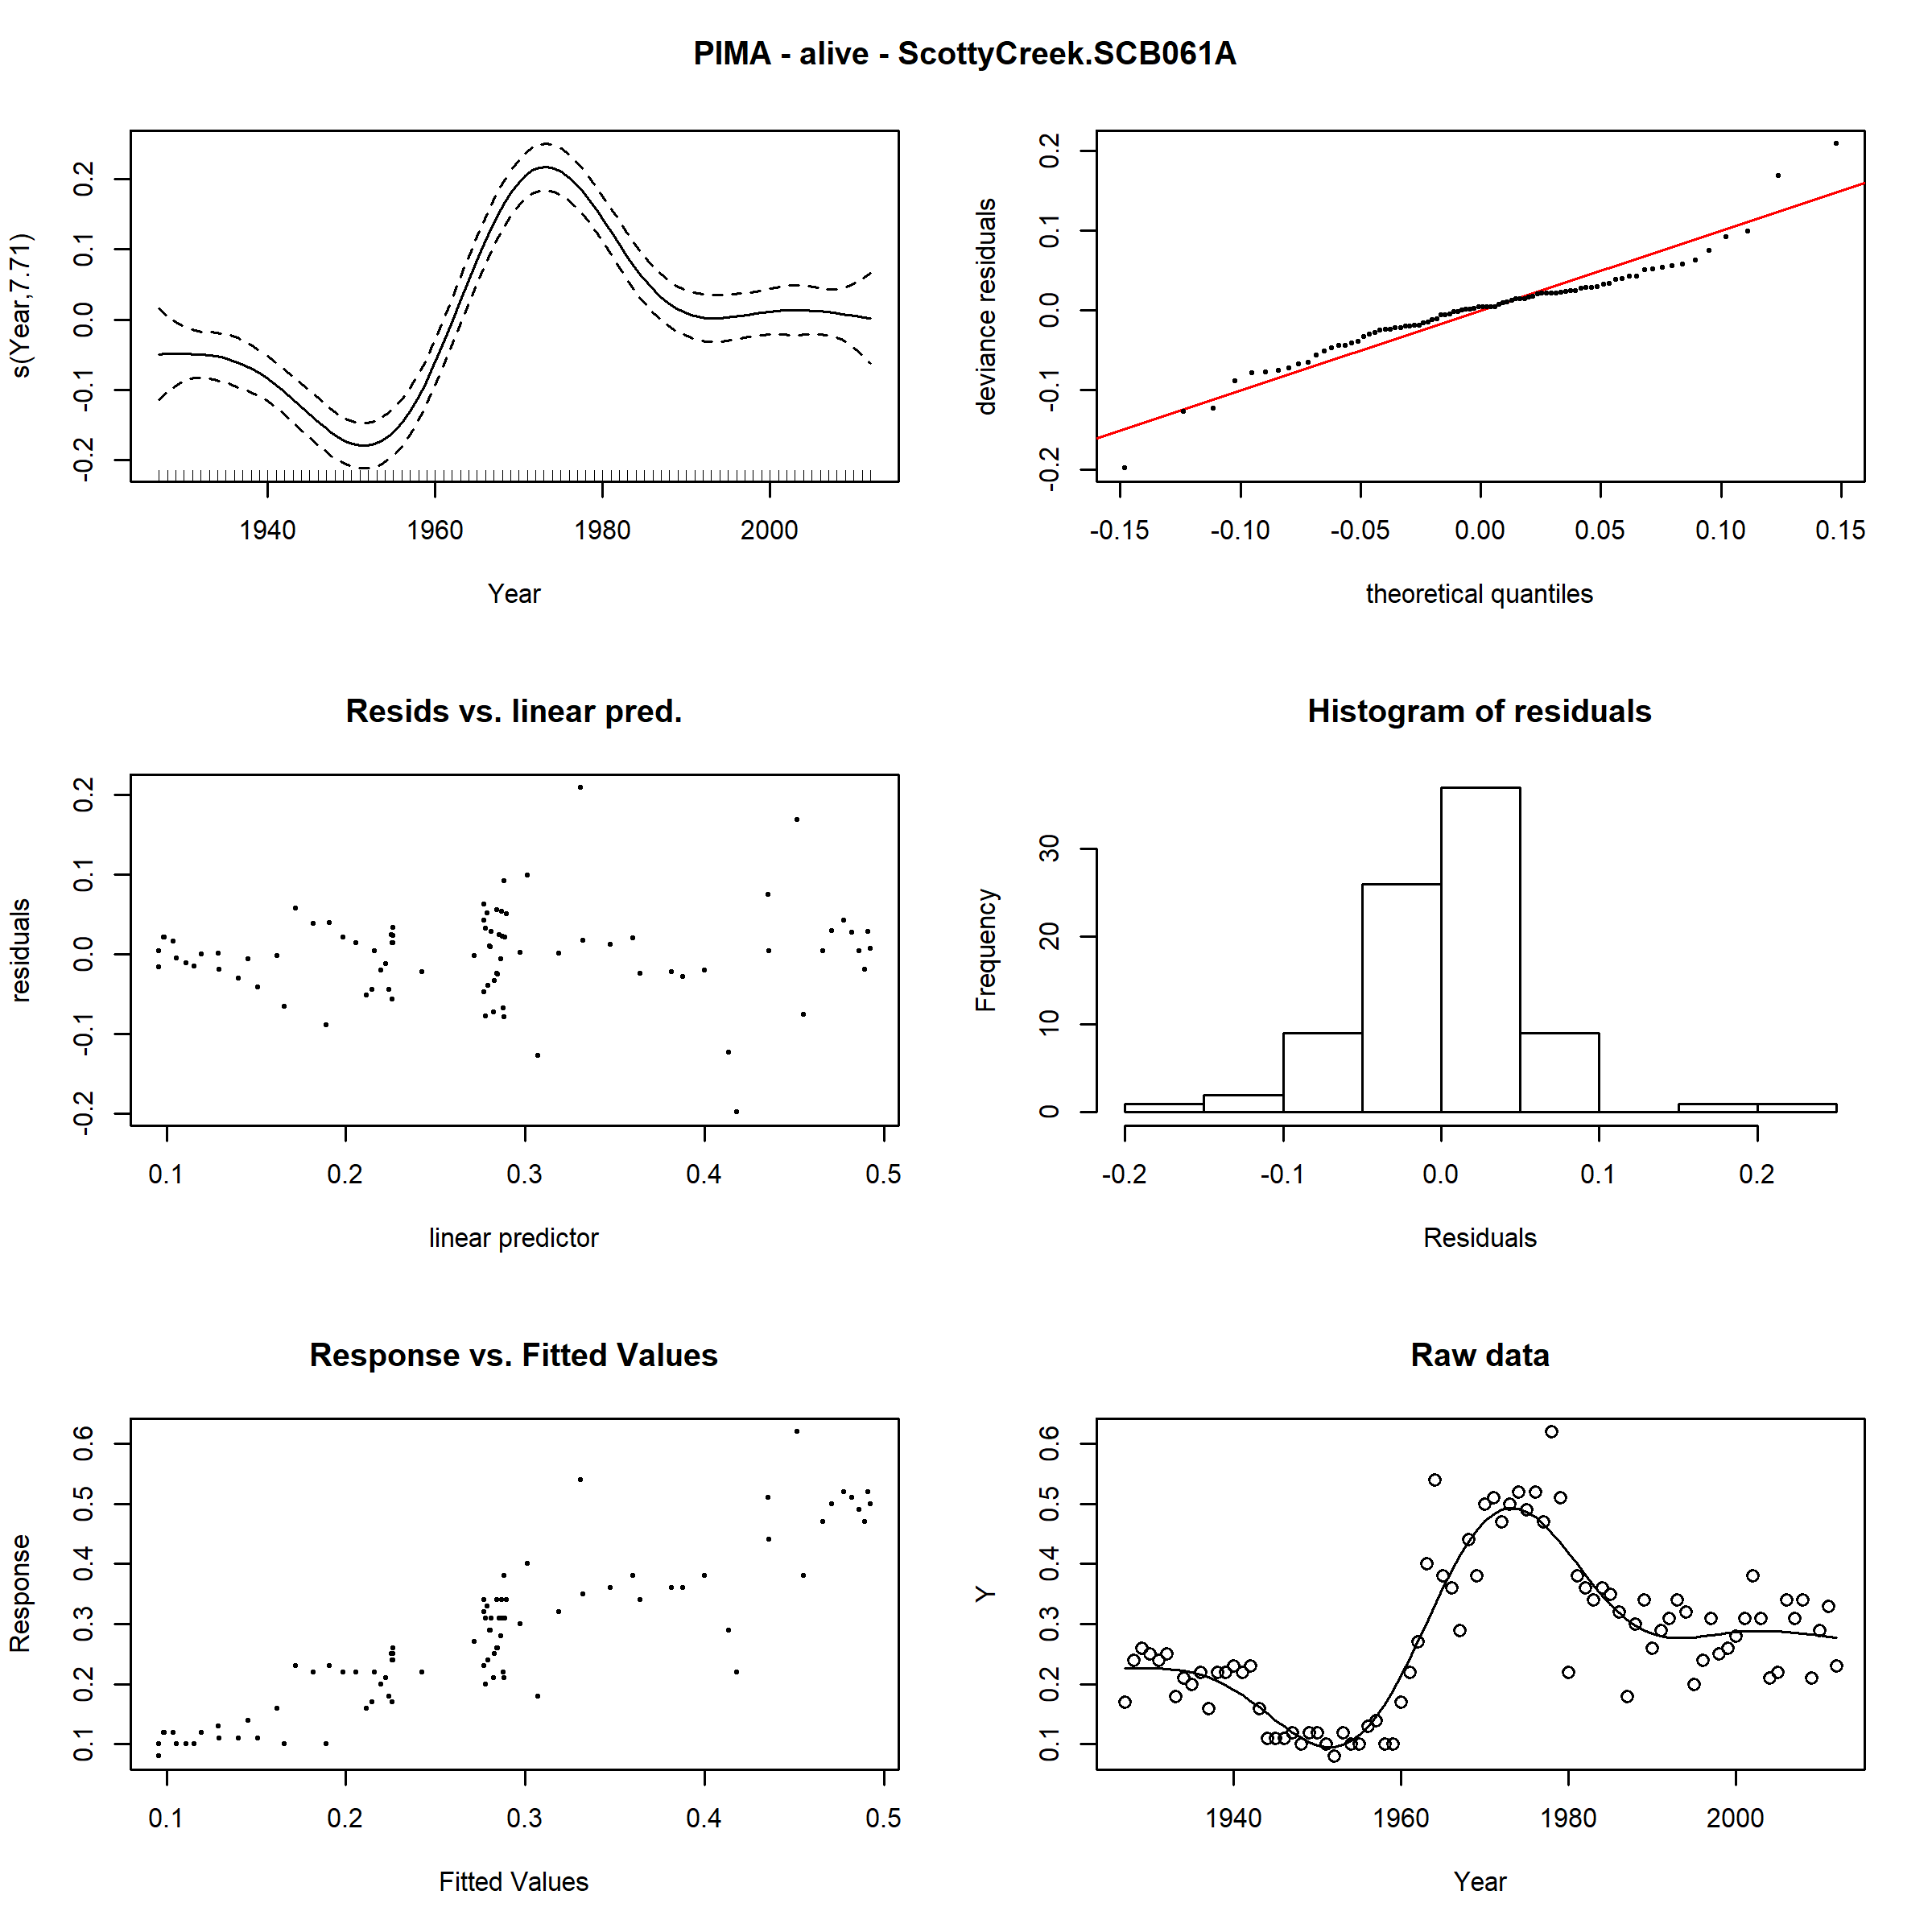 PIMA - alive - ScottyCreek.SCB061A
s(Year,7.71)
0.2
0.1
0.0
-0.1
-0.2
1940 1960 1980 2000
Year
deviance residuals
0.2
0.1
0.0
-0.1
-0.2
-0.15 -0.10 -0.05 0.00 0.05 0.10 0.15
theoretical quantiles
Resids vs. linear pred.
residuals
0.2
0.1
0.0
-0.1
-0.2
0.1 0.2 0.3 0.4 0.5
linear predictor
Histogram of residuals
Frequency
30
20
10
0
-0.2 -0.1 0.0 0.1 0.2
Residuals
Response vs. Fitted Values
Response
0.6
0.5
0.4
0.3
0.2
0.1
0.1 0.2 0.3 0.4 0.5
Fitted Values
Raw data
Y
0.6
0.5
0.4
0.3
0.2
0.1
1940 1960 1980 2000
Year